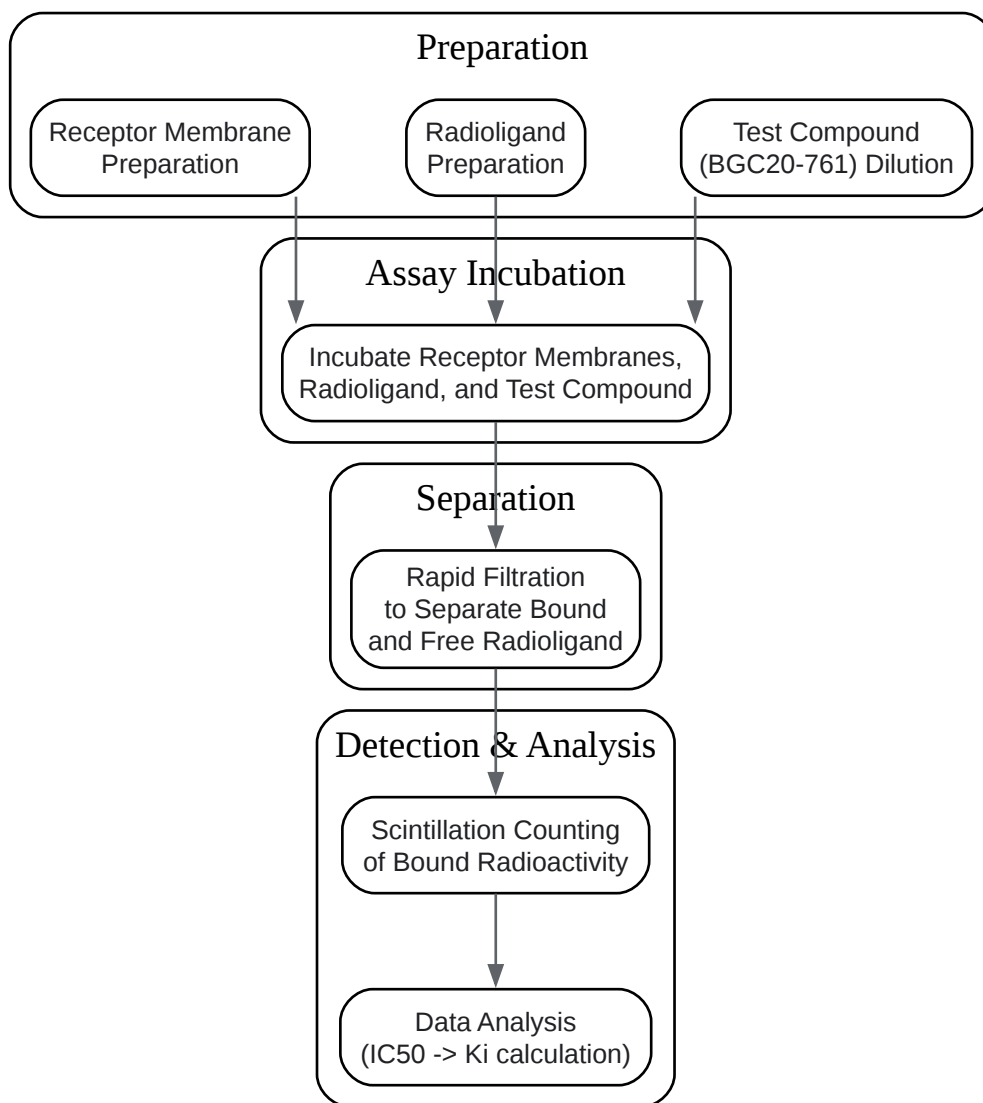 Preparation
Receptor Membrane
Preparation
Radioligand
Preparation
Test Compound
(BGC20-761) Dilution
Assay Incubation
Incubate Receptor Membranes,
Radioligand, and Test Compound
Separation
Rapid Filtration
to Separate Bound
and Free Radioligand
Detection & Analysis
Scintillation Counting
of Bound Radioactivity
Data Analysis
(IC50 -> Ki calculation)